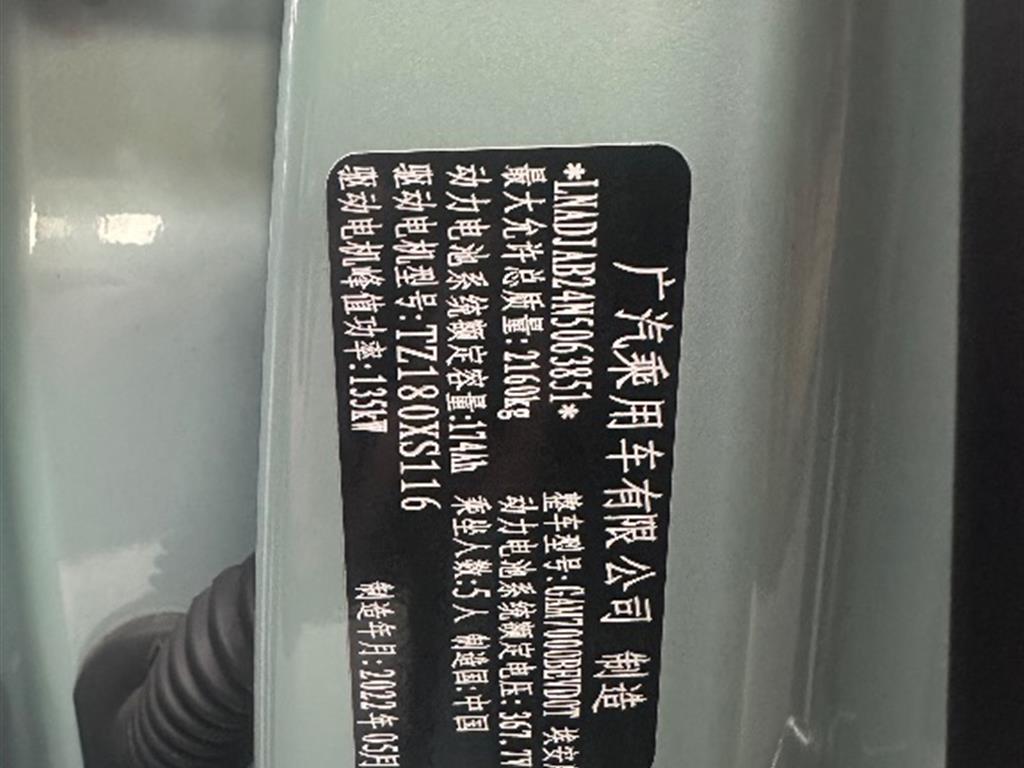 广汽乘用车有限公司 制造
*LNADJAB24N5063851* 整车型号:GAM7000BEVD0T 埃安
最大允许总质量:2160kg 动力电池系统额定电压:367.7V
动力电池系统额定容量:174Ah 乘坐人数:5人 制造国:中国
驱动电机型号:TZ180XS116
驱动电机峰值功率:135kW 制造年月:2022年05月